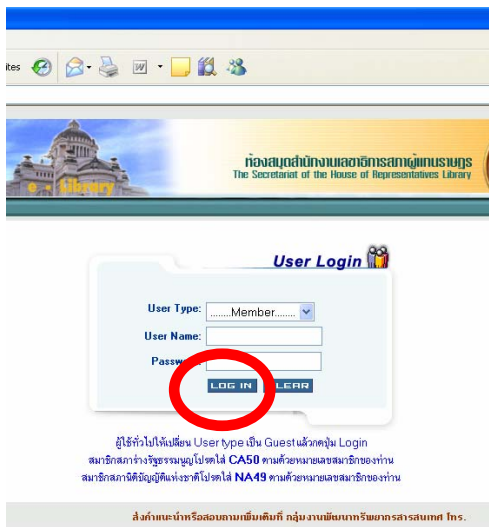 ites
ห้องสมุดสำนักงานเลขาธิการสภาผู้แทนราษฎร
The Secretariat of the House of Representatives Library
e - Library
User Login
User Type: ........Member........
User Name:
Password:
LOG IN CLEAR
ผู้ใช้ทั่วไปให้เปลี่ยน User type เป็น Guest แล้วกดปุ่ม Login
สมาชิกสภาร่างรัฐธรรมนูญโปรดใส่ CA50 ตามด้วยหมายเลขสมาชิกของท่าน
สมาชิกสภานิติบัญญัติแห่งชาติโปรดใส่ NA49 ตามด้วยหมายเลขสมาชิกของท่าน
ส่งคำแนะนำหรือสอบถามเพิ่มเติมที่ กลุ่มงานพัฒนาทรัพยากรสารสนเทศ โทร.